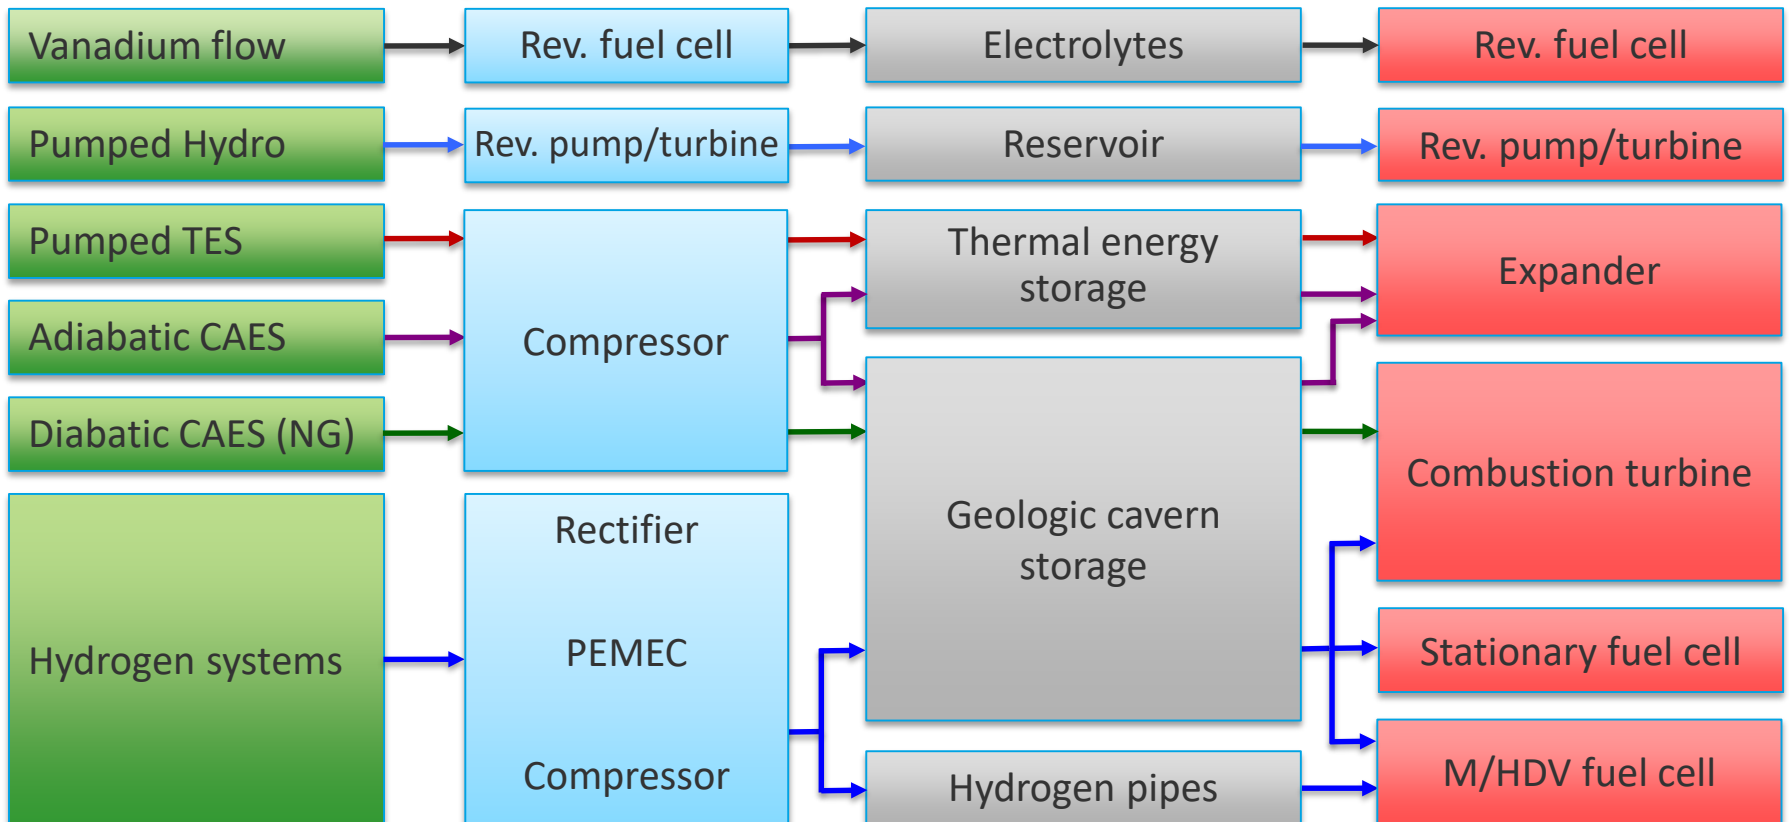 Vanadium flow
Rev. fuel cell
Electrolytes
Rev. fuel cell
Pumped Hydro
Rev. pump/turbine
Reservoir
Rev. pump/turbine
Pumped TES
Adiabatic CAES
Diabatic CAES (NG)
Compressor
Thermal energy
storage
Expander
Geologic cavern
storage
Combustion turbine
Hydrogen systems
Rectifier
PEMEC
Compressor
Stationary fuel cell
Hydrogen pipes
M/HDV fuel cell